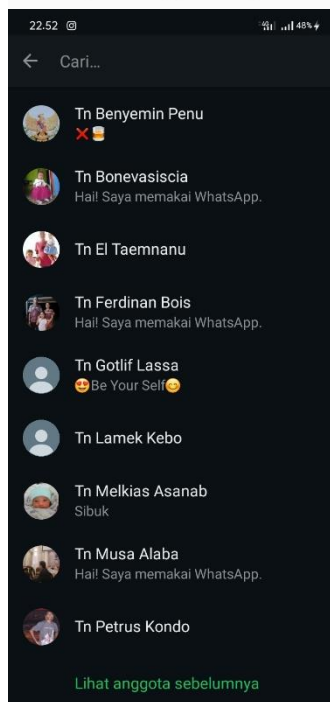 22.52 4G 48%
Cari...
Tn Benyemin Penu
❌🥃
Tn Bonevasiscia
Hai! Saya memakai WhatsApp.
Tn El Taemnanu
Tn Ferdinan Bois
Hai! Saya memakai WhatsApp.
Tn Gotlif Lassa
😍Be Your Self😊
Tn Lamek Kebo
Tn Melkias Asanab
Sibuk
Tn Musa Alaba
Hai! Saya memakai WhatsApp.
Tn Petrus Kondo
Lihat anggota sebelumnya